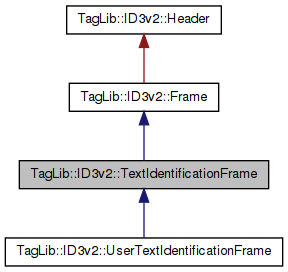 TagLib::ID3v2::Header
TagLib::ID3v2::Frame
TagLib::ID3v2::TextIdentificationFrame
TagLib::ID3v2::UserTextIdentificationFrame